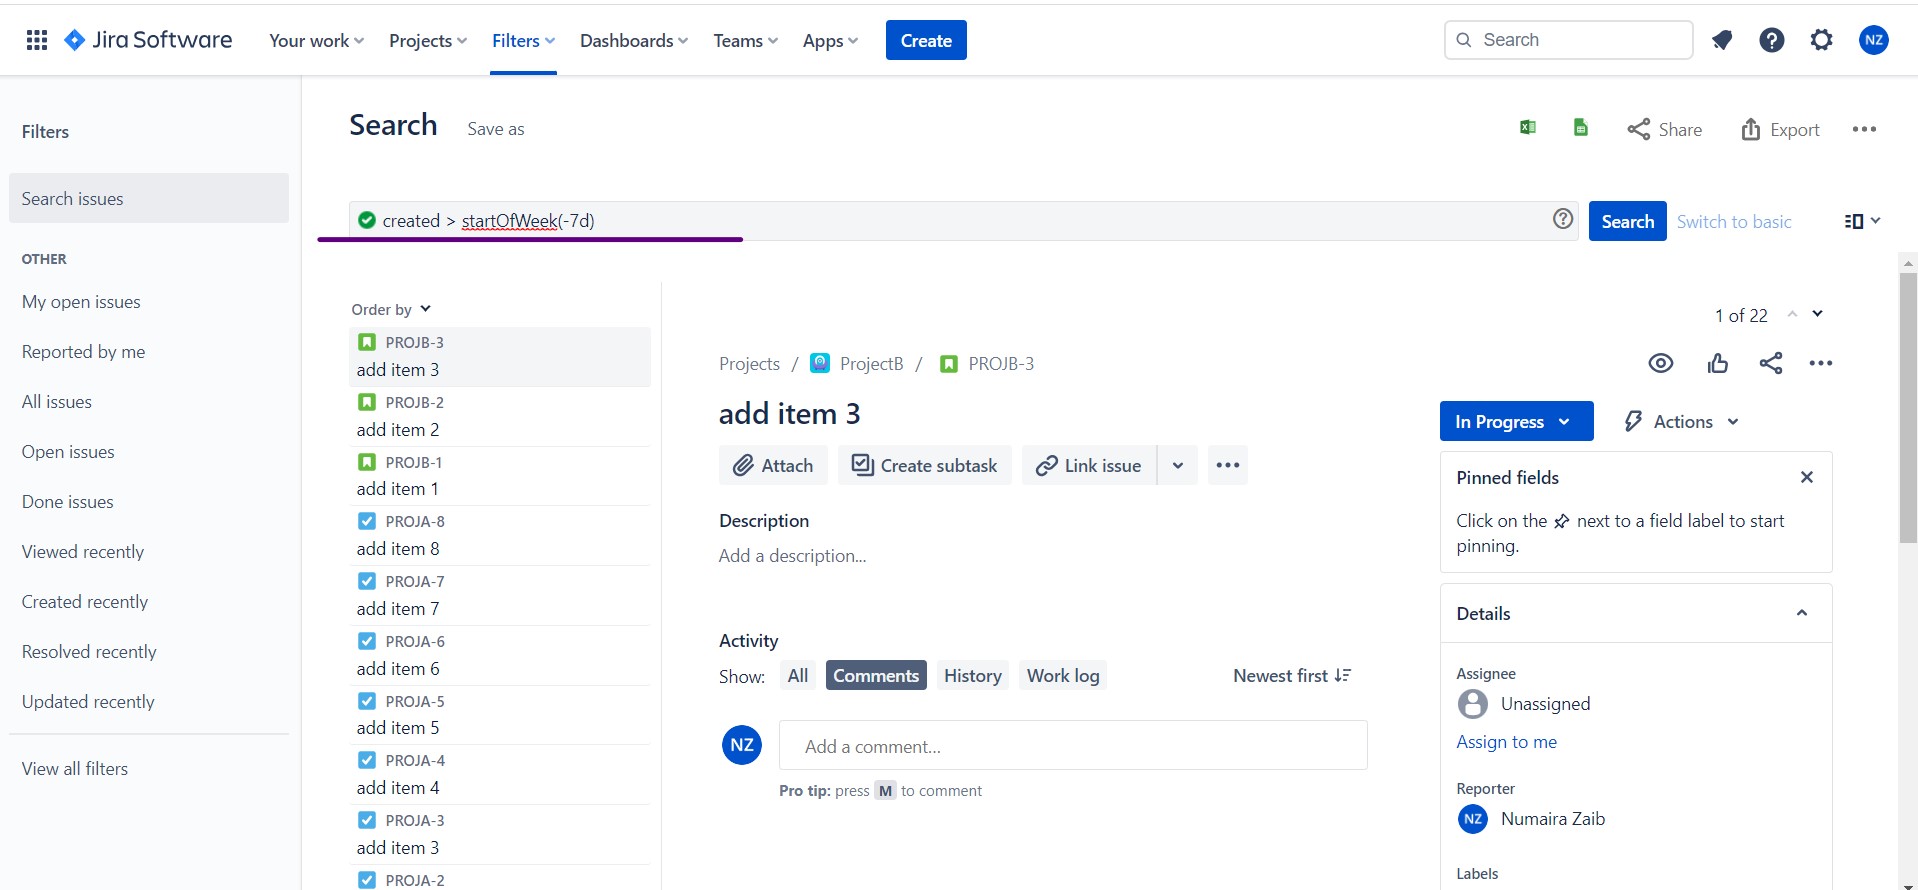 Jira Software Your work Projects Filters Dashboards Teams Apps Create Search NZ
Filters
Search issues
OTHER
My open issues
Reported by me
All issues
Open issues
Done issues
Viewed recently
Created recently
Resolved recently
Updated recently
View all filters
Search Save as Share Export
created > startOfWeek(-7d) Search Switch to basic
Order by
PROJB-3
add item 3
PROJB-2
add item 2
PROJB-1
add item 1
PROJA-8
add item 8
PROJA-7
add item 7
PROJA-6
add item 6
PROJA-5
add item 5
PROJA-4
add item 4
PROJA-3
add item 3
PROJA-2
1 of 22
Projects / ProjectB / PROJB-3
add item 3
Attach Create subtask Link issue
Description
Add a description...
Activity
Show: All Comments History Work log Newest first
NZ Add a comment...
Pro tip: press M to comment
In Progress Actions
Pinned fields
Click on the next to a field label to start
pinning.
Details
Assignee
Unassigned
Assign to me
Reporter
NZ Numaira Zaib
Labels